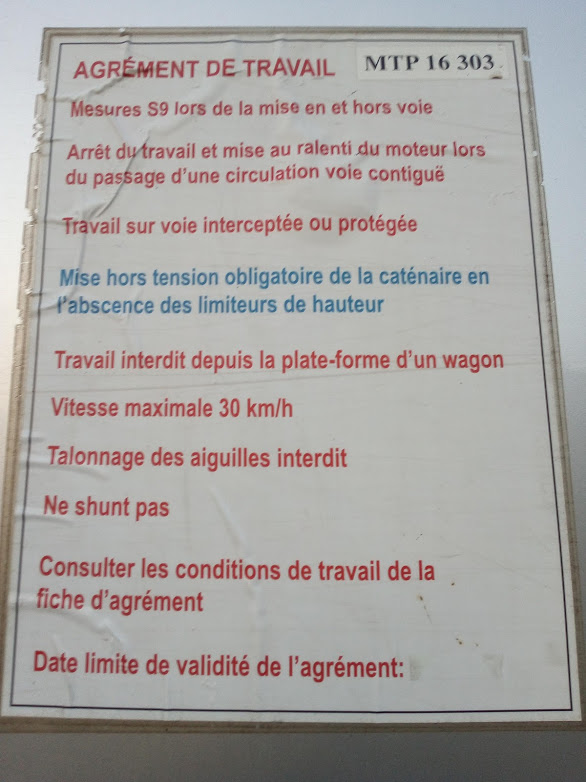 AGRÉMENT DE TRAVAIL MTP 16 303
Mesures S9 lors de la mise en et hors voie
Arrêt du travail et mise au ralenti du moteur lors
du passage d'une circulation voie contiguë
Travail sur voie interceptée ou protégée
Mise hors tension obligatoire de la caténaire en
l'abscence des limiteurs de hauteur
Travail interdit depuis la plate-forme d'un wagon
Vitesse maximale 30 km/h
Talonnage des aiguilles interdit
Ne shunt pas
Consulter les conditions de travail de la
fiche d'agrément
Date limite de validité de l'agrément: